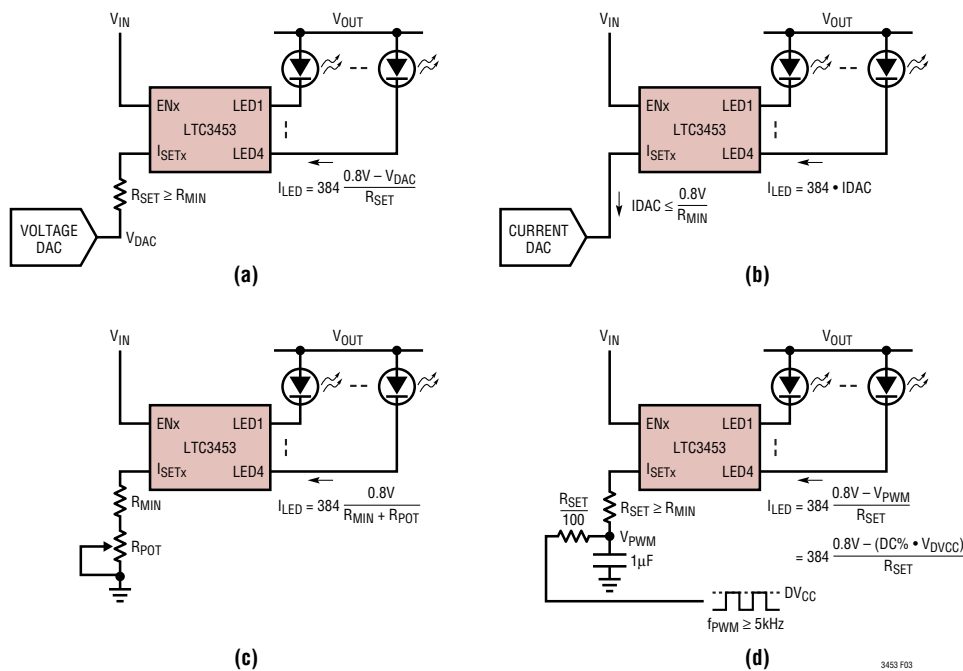 VIN
VOUT
ENx LED1
LTC3453
ISETx LED4
RSET ≥ RMIN
ILED = 384 0.8V – VDAC / RSET
VOLTAGE
DAC
VDAC
(a)
VIN
VOUT
ENx LED1
LTC3453
ISETx LED4
IDAC ≤ 0.8V / RMIN
ILED = 384 • IDAC
CURRENT
DAC
(b)
VIN
VOUT
ENx LED1
LTC3453
ISETx LED4
RMIN
ILED = 384 0.8V / RMIN + RPOT
RPOT
(c)
VIN
VOUT
ENx LED1
LTC3453
ISETx LED4
RSET / 100
RSET ≥ RMIN
ILED = 384 0.8V – VPWM / RSET
VPWM
1µF
= 384 0.8V – (DC% • VDVCC) / RSET
DVCC
fPWM ≥ 5kHz
(d)
3453 F03